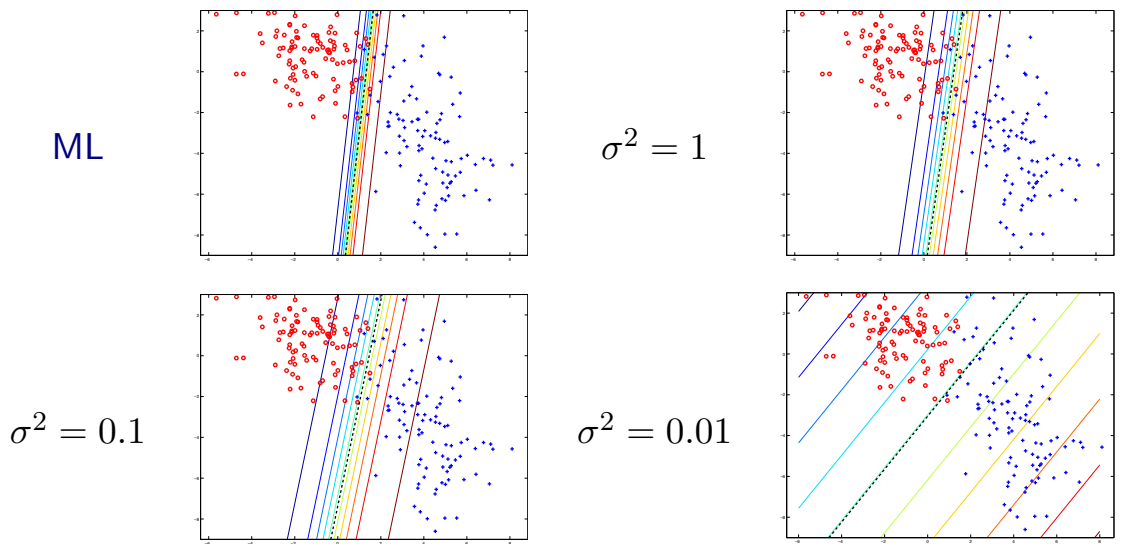 ML
σ² = 1
σ² = 0.1
σ² = 0.01